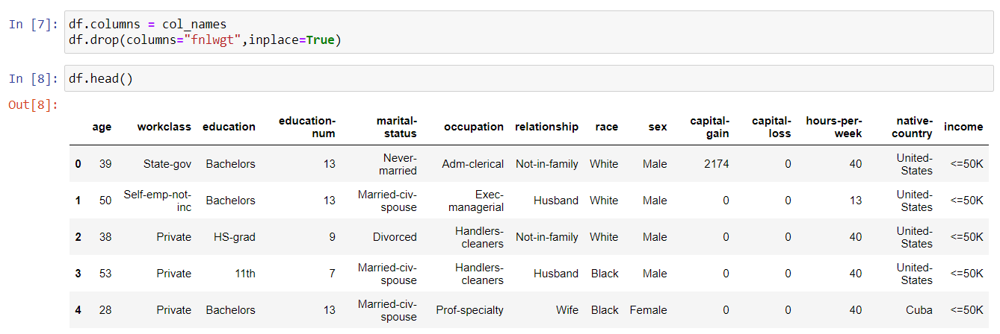 In [7]: df.columns = col_names
df.drop(columns="fnlwgt",inplace=True)
In [8]: df.head()
Out[8]:
age workclass education education-num marital-status occupation relationship race sex capital-gain capital-loss hours-per-week native-country income
0 39 State-gov Bachelors 13 Never-married Adm-clerical Not-in-family White Male 2174 0 40 United-States <=50K
1 50 Self-emp-not-inc Bachelors 13 Married-civ-spouse Exec-managerial Husband White Male 0 0 13 United-States <=50K
2 38 Private HS-grad 9 Divorced Handlers-cleaners Not-in-family White Male 0 0 40 United-States <=50K
3 53 Private 11th 7 Married-civ-spouse Handlers-cleaners Husband Black Male 0 0 40 United-States <=50K
4 28 Private Bachelors 13 Married-civ-spouse Prof-specialty Wife Black Female 0 0 40 Cuba <=50K